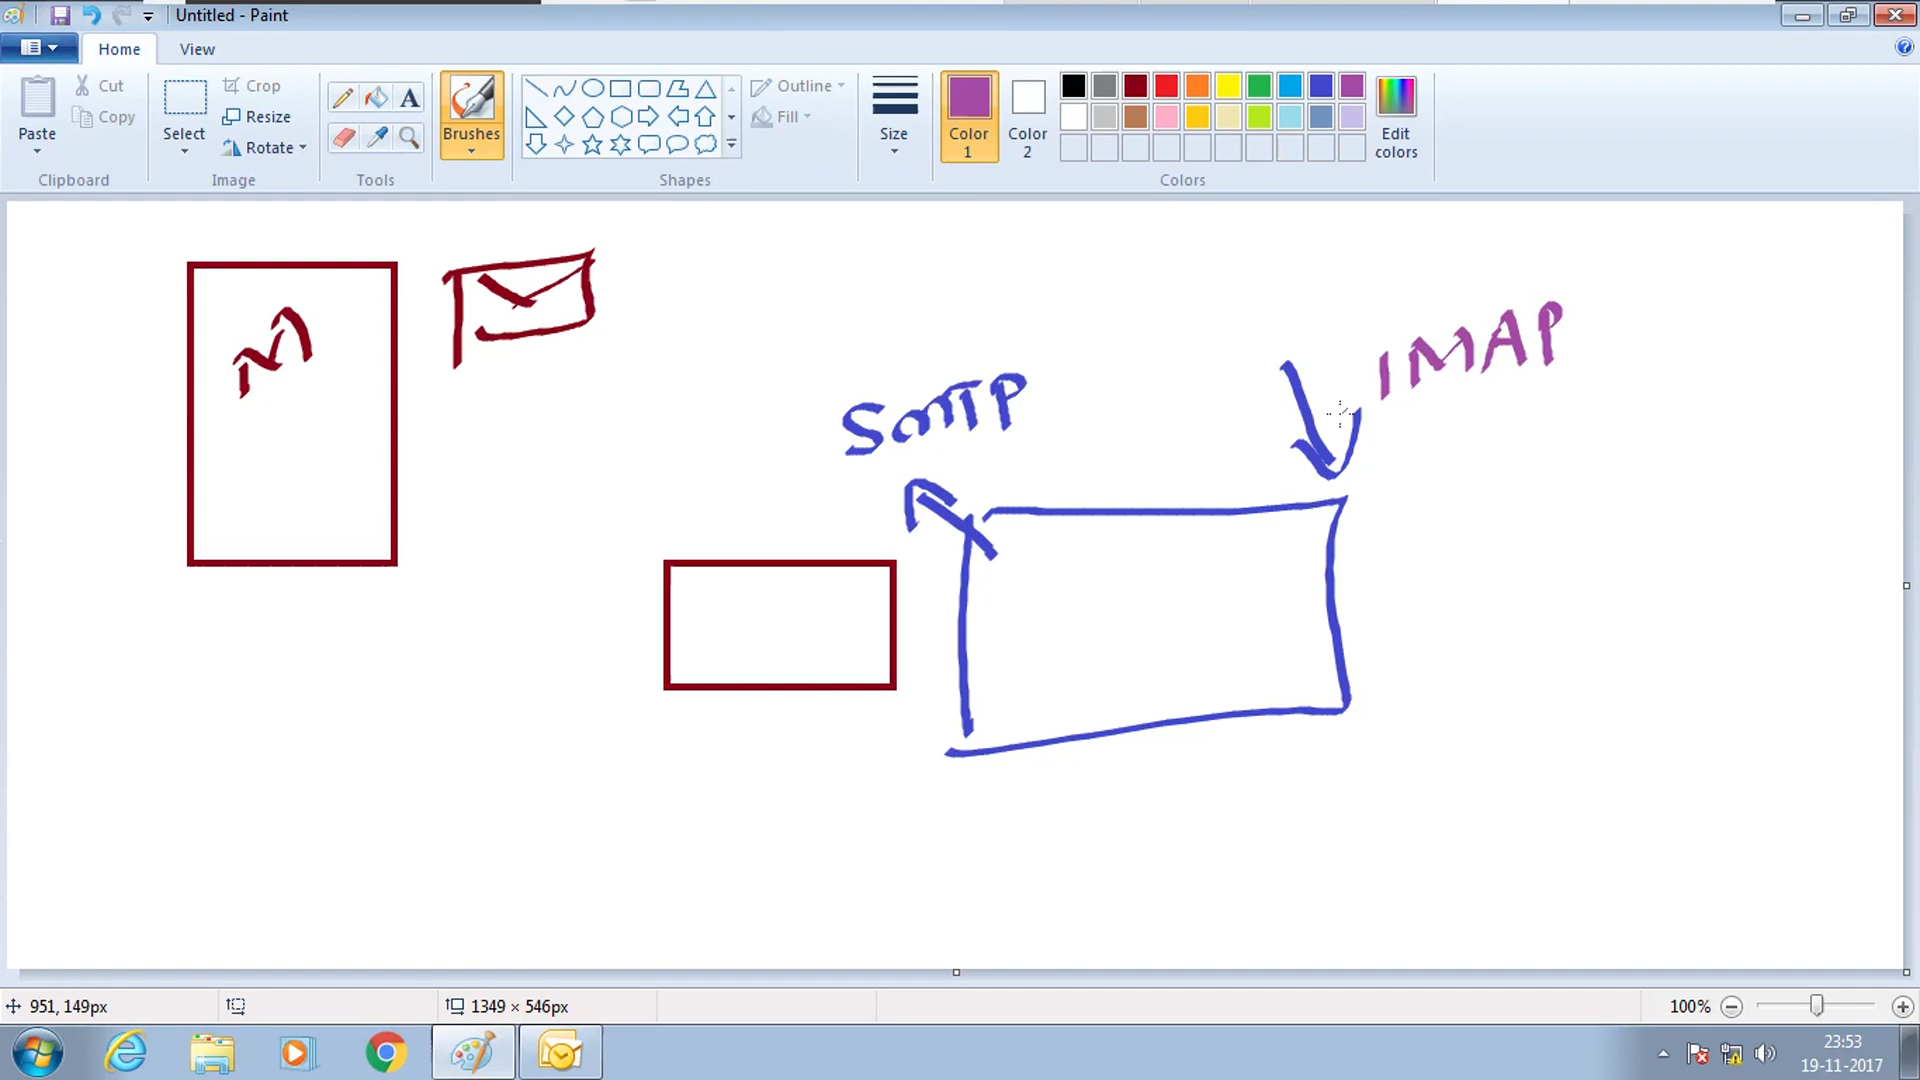 Untitled - Paint
Home View
Paste
Cut
Copy
Clipboard
Select
Crop
Resize
Rotate
Image
A
Tools
Brushes
Shapes
Outline
Fill
Size
Color 1
Color 2
Edit colors
Colors
M
SMTP
IMAP
951, 149px
1349 × 546px
100%
23:53
19-11-2017